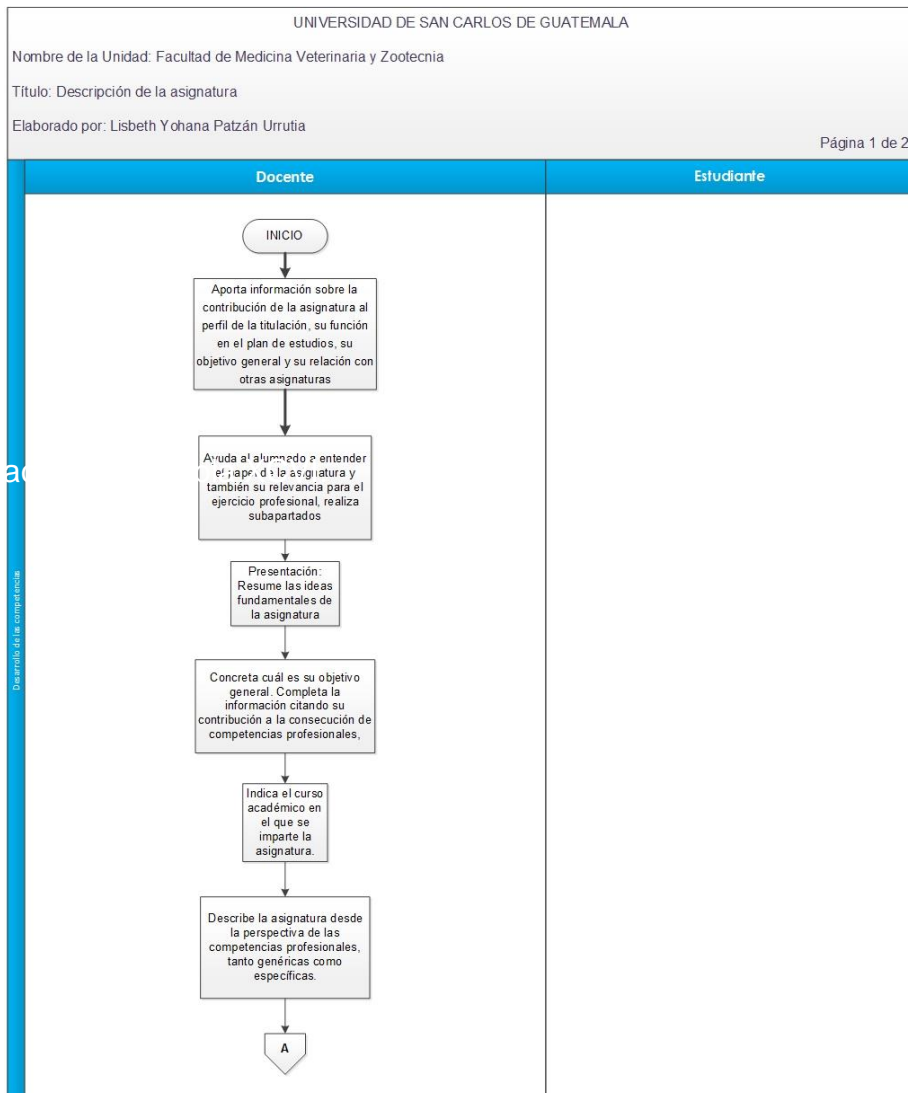 UNIVERSIDAD DE SAN CARLOS DE GUATEMALA
Nombre de la Unidad: Facultad de Medicina Veterinaria y Zootecnia
Título: Descripción de la asignatura
Elaborado por: Lisbeth Yohana Patzán Urrutia
Página 1 de 2
Docente
Estudiante
INICIO
Aporta información sobre la
contribución de la asignatura al
perfil de la titulación, su función
en el plan de estudios, su
objetivo general y su relación con
otras asignaturas
Ayuda al alumnado a entender
el papel de la asignatura y
también su relevancia para el
ejercicio profesional, realiza
subapartados
Presentación:
Resume las ideas
fundamentales de
la asignatura
Concreta cuál es su objetivo
general. Completa la
información citando su
contribución a la consecución de
competencias profesionales,
Indica el curso
académico en
el que se
imparte la
asignatura.
Describe la asignatura desde
la perspectiva de las
competencias profesionales,
tanto genéricas como
específicas.
A
Desarrollo de las competencias